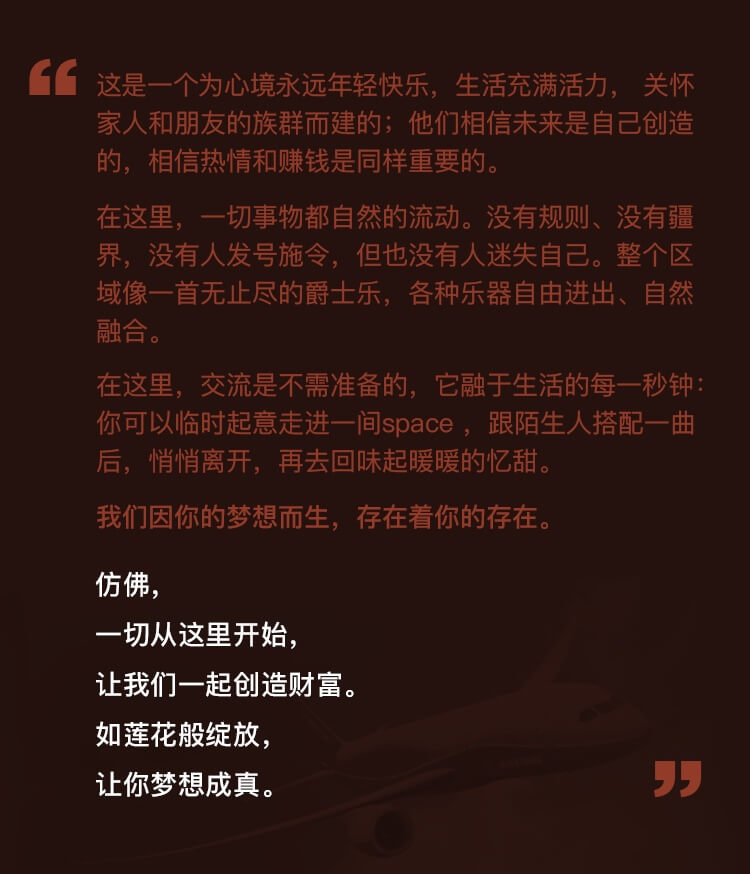 “
这是一个为心境永远年轻快乐，生活充满活力， 关怀
家人和朋友的族群而建的；他们相信未来是自己创造
的，相信热情和赚钱是同样重要的。
在这里，一切事物都自然的流动。没有规则、没有疆
界，没有人发号施令，但也没有人迷失自己。整个区
域像一首无止尽的爵士乐，各种乐器自由进出、自然
融合。
在这里，交流是不需准备的，它融于生活的每一秒钟：
你可以临时起意走进一间space ，跟陌生人搭配一曲
后，悄悄离开，再去回味起暖暖的忆甜。
我们因你的梦想而生，存在着你的存在。
仿佛，
一切从这里开始，
让我们一起创造财富。
如莲花般绽放，
让你梦想成真。
”